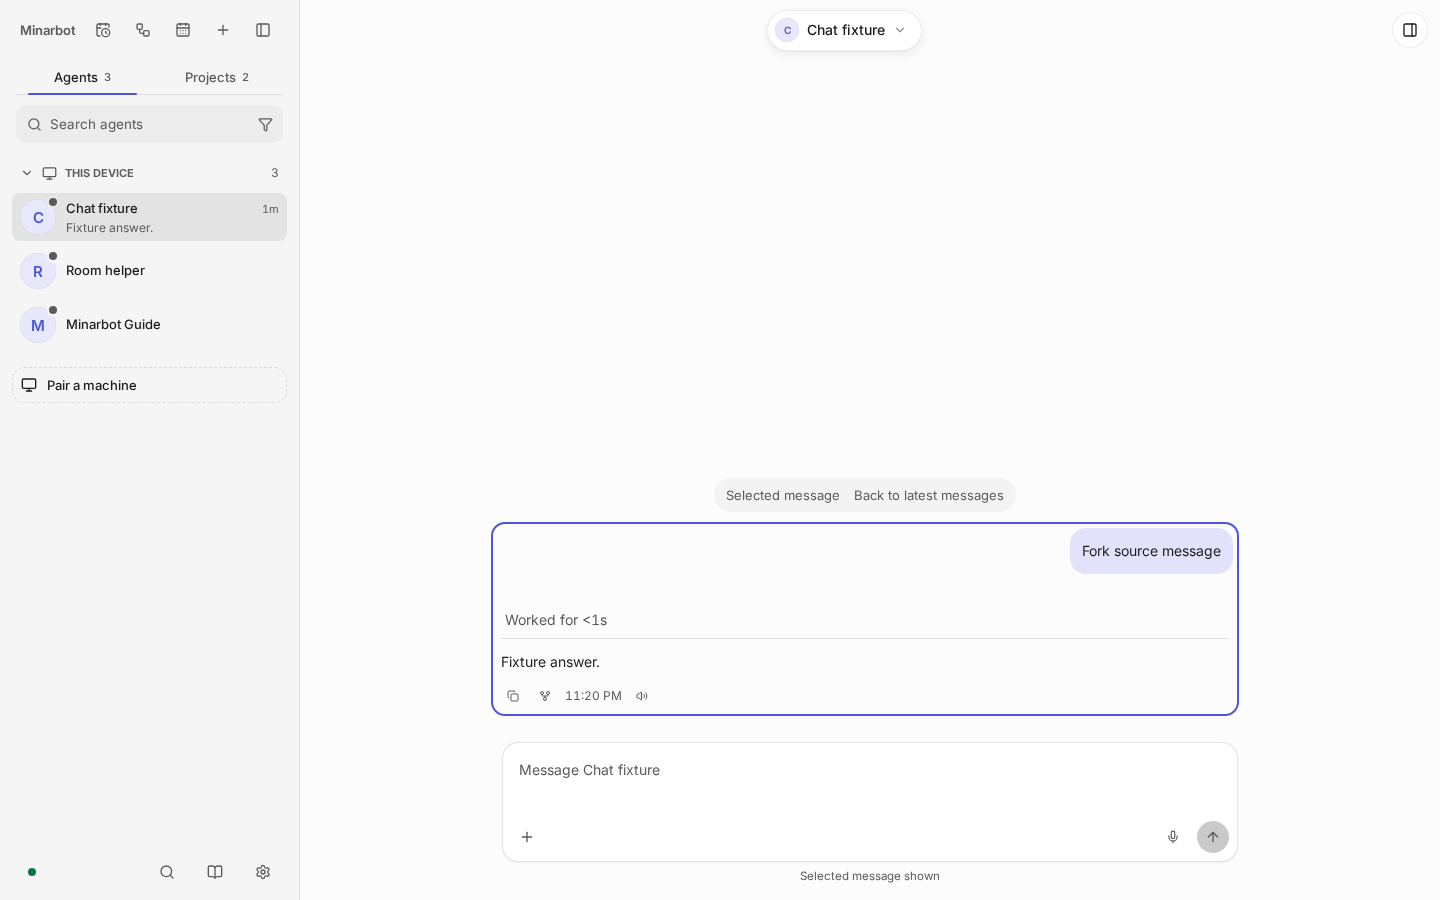 Minarbot
Agents 3
Projects 2
Search agents
THIS DEVICE 3
C
Chat fixture 1m
Fixture answer.
R
Room helper
M
Minarbot Guide
Pair a machine
C Chat fixture
Selected message Back to latest messages
Fork source message
Worked for <1s
Fixture answer.
11:20 PM
Message Chat fixture
Selected message shown